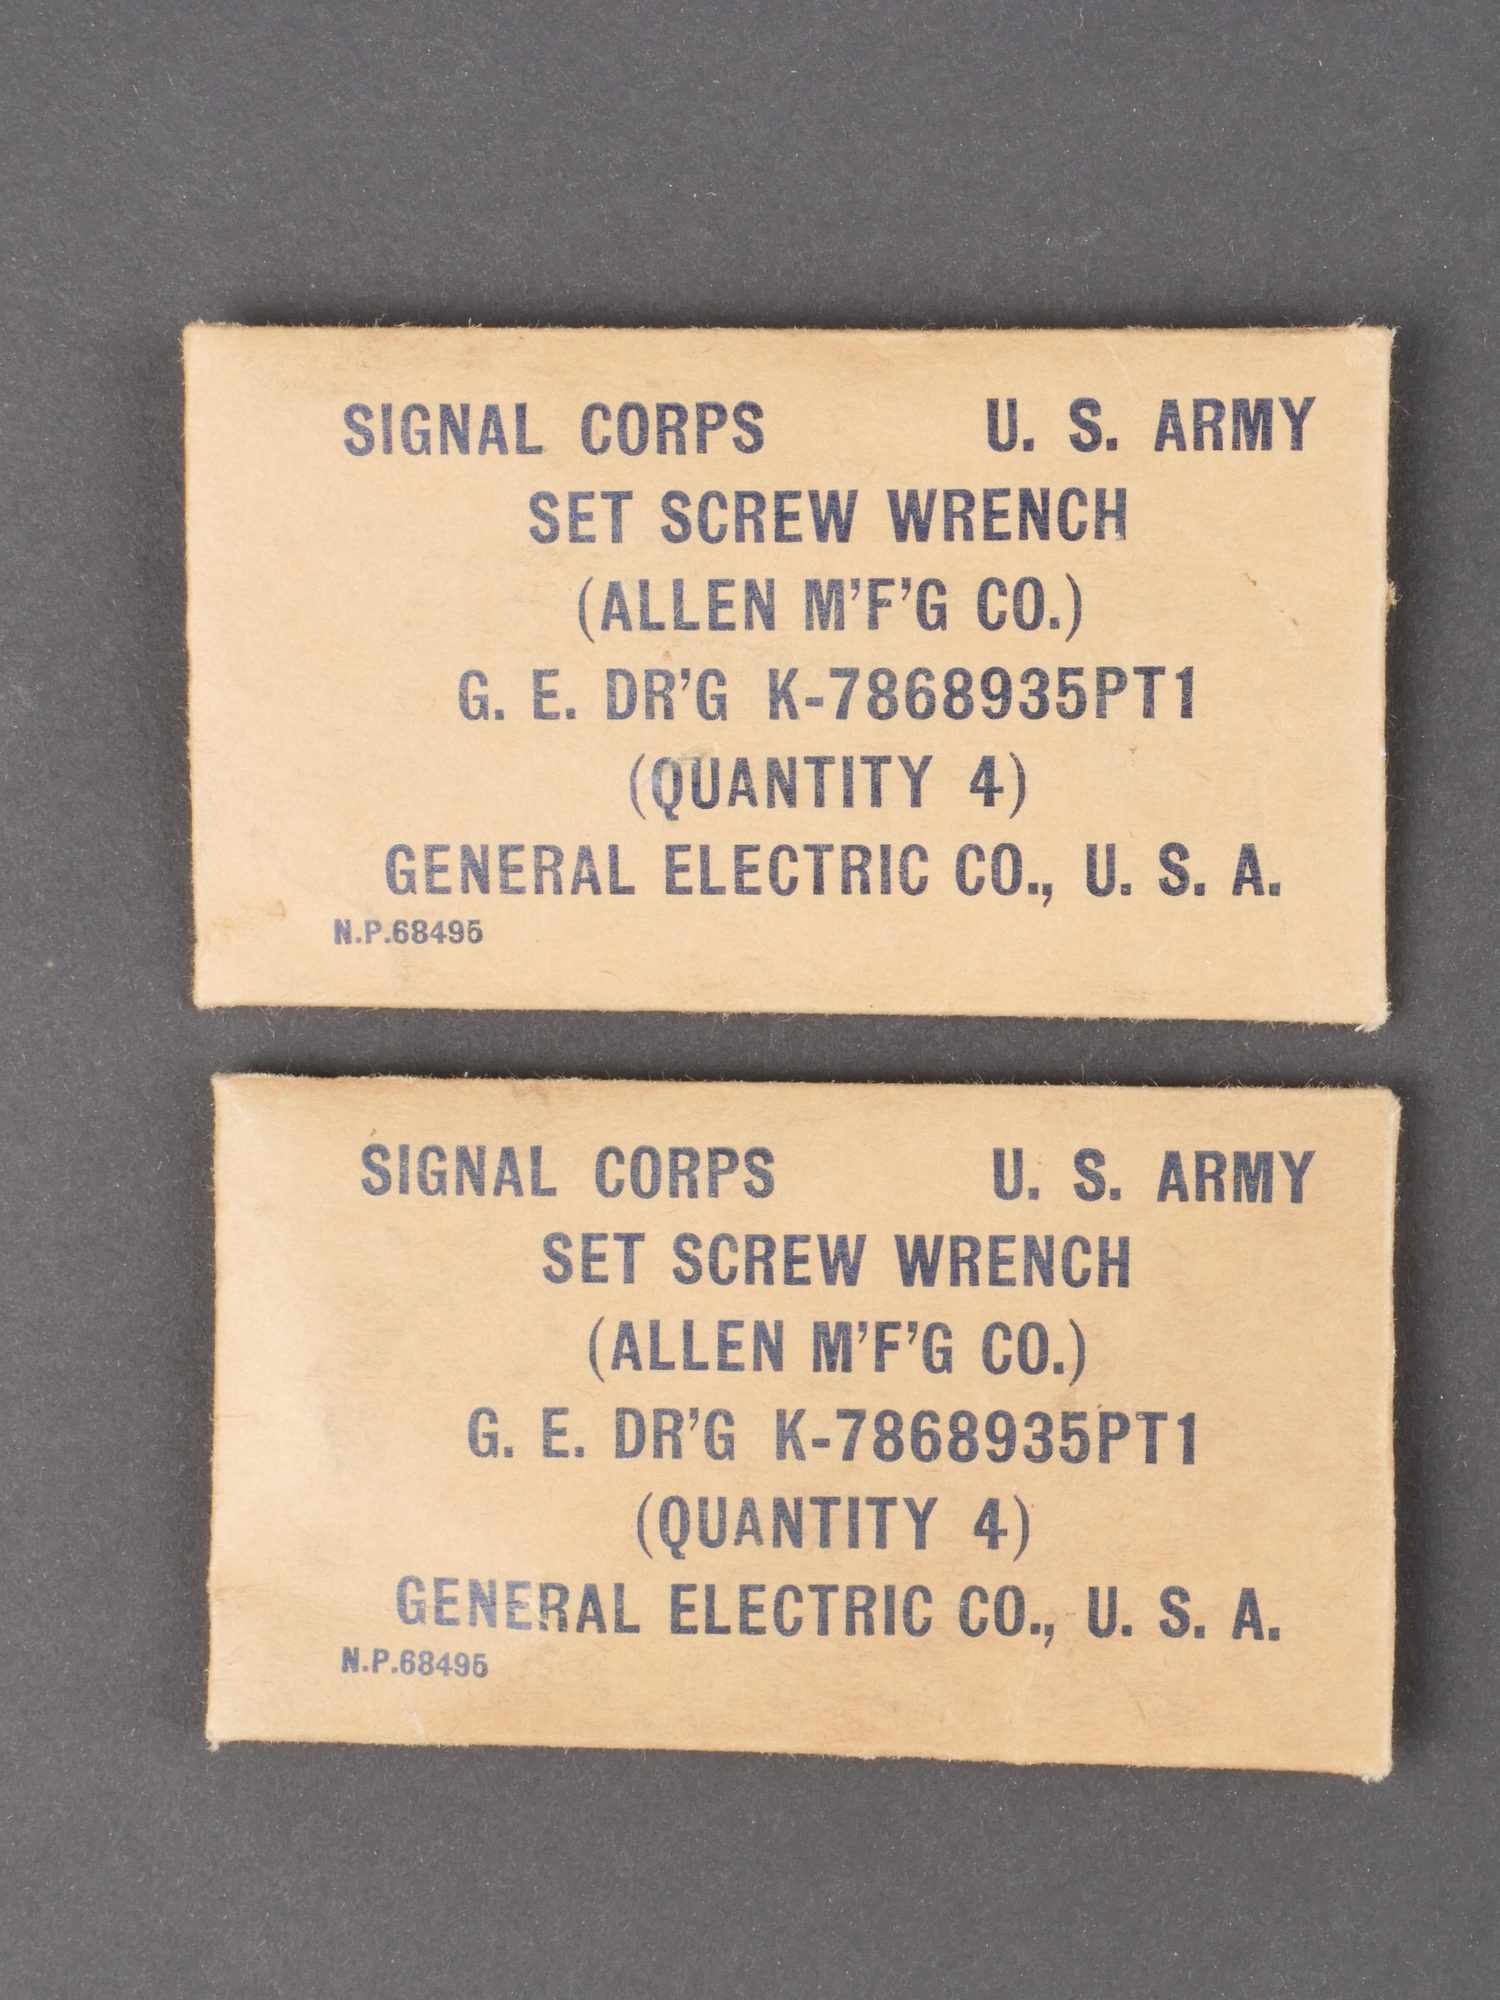 SIGNAL CORPS U. S. ARMY
SET SCREW WRENCH
(ALLEN M'F'G CO.)
G. E. DR'G K-7868935PT1
(QUANTITY 4)
GENERAL ELECTRIC CO., U. S. A.
N.P.68495
SIGNAL CORPS U. S. ARMY
SET SCREW WRENCH
(ALLEN M'F'G CO.)
G. E. DR'G K-7868935PT1
(QUANTITY 4)
GENERAL ELECTRIC CO., U. S. A.
N.P.68495